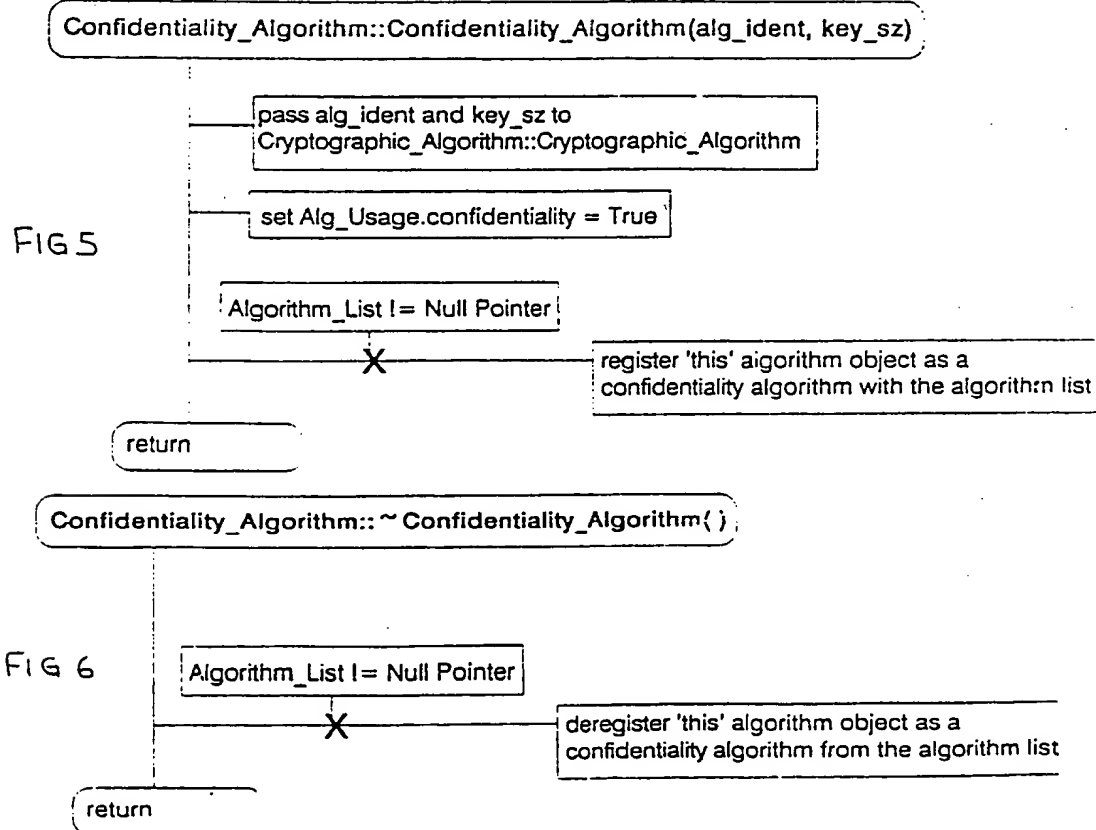 Confidentiality_Algorithm::Confidentiality_Algorithm(alg_ident, key_sz)
pass alg_ident and key_sz to
Cryptographic_Algorithm::Cryptographic_Algorithm
set Alg_Usage.confidentiality = True
FIG 5
Algorithm_List != Null Pointer
X
register 'this' algorithm object as a
confidentiality algorithm with the algorithm list
return
Confidentiality_Algorithm::~Confidentiality_Algorithm( )
FIG 6
Algorithm_List != Null Pointer
X
deregister 'this' algorithm object as a
confidentiality algorithm from the algorithm list
return